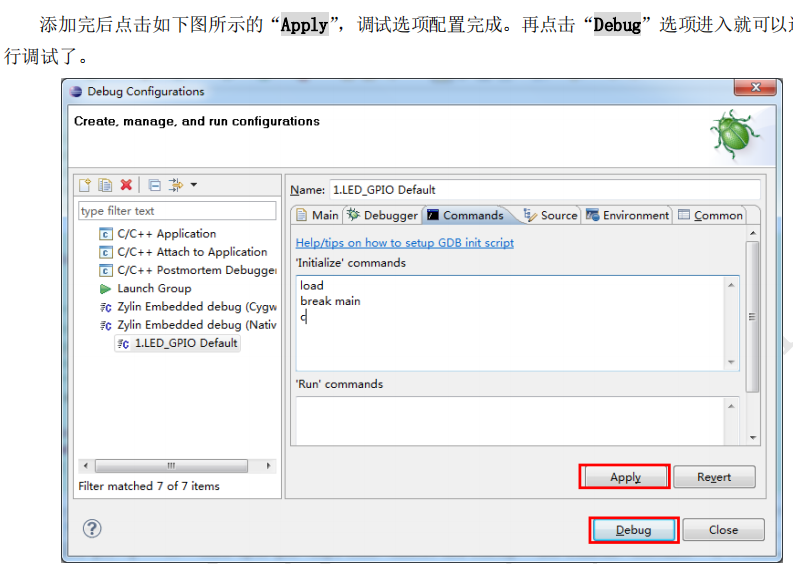 添加完后点击如下图所示的“Apply”，调试选项配置完成。再点击“Debug”选项进入就可以
行调试了。
Debug Configurations
Create, manage, and run configurations
type filter text
C/C++ Application
C/C++ Attach to Application
C/C++ Postmortem Debugger
Launch Group
Zylin Embedded debug (Cygw
Zylin Embedded debug (Nativ
1.LED_GPIO Default
Filter matched 7 of 7 items
Name: 1.LED_GPIO Default
Main Debugger Commands Source Environment Common
Help/tips on how to setup GDB init script
'Initialize' commands
load
break main
c
'Run' commands
Apply Revert
Debug Close